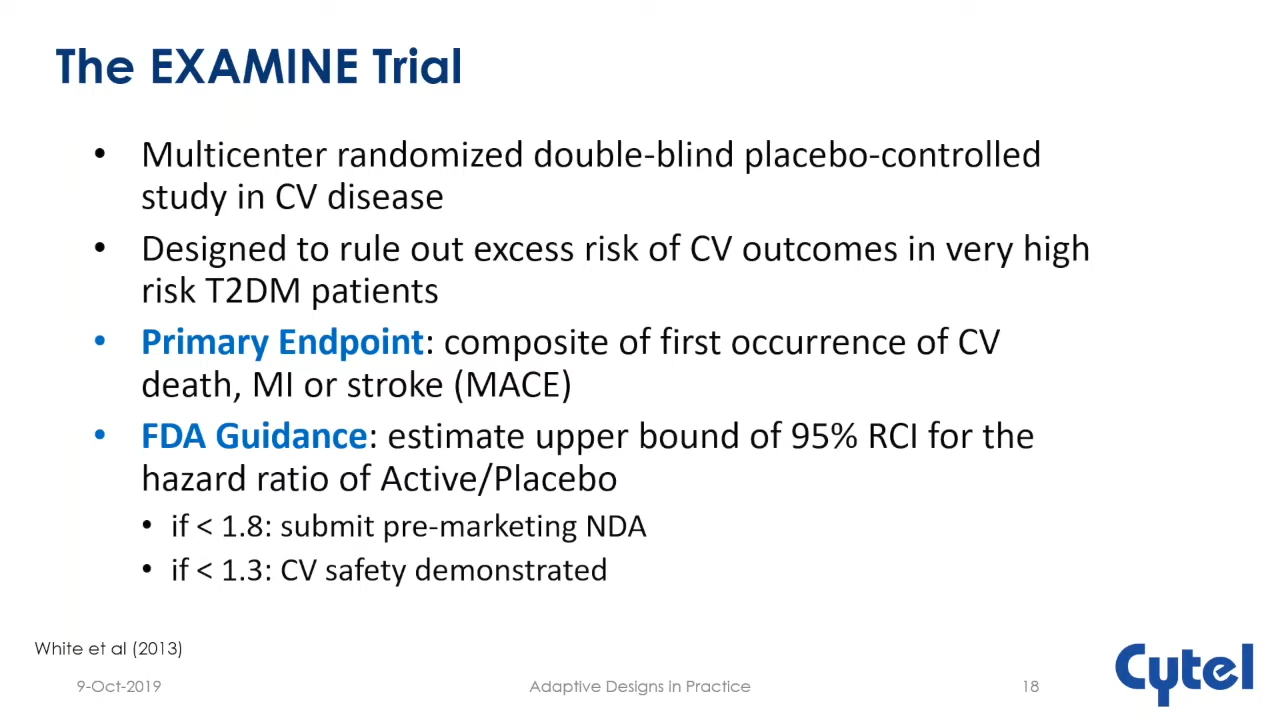 The EXAMINE Trial
• Multicenter randomized double-blind placebo-controlled
study in CV disease
• Designed to rule out excess risk of CV outcomes in very high
risk T2DM patients
• Primary Endpoint: composite of first occurrence of CV
death, MI or stroke (MACE)
• FDA Guidance: estimate upper bound of 95% RCI for the
hazard ratio of Active/Placebo
• if < 1.8: submit pre-marketing NDA
• if < 1.3: CV safety demonstrated
White et al (2013)
9-Oct-2019
Adaptive Designs in Practice
18
Cytel